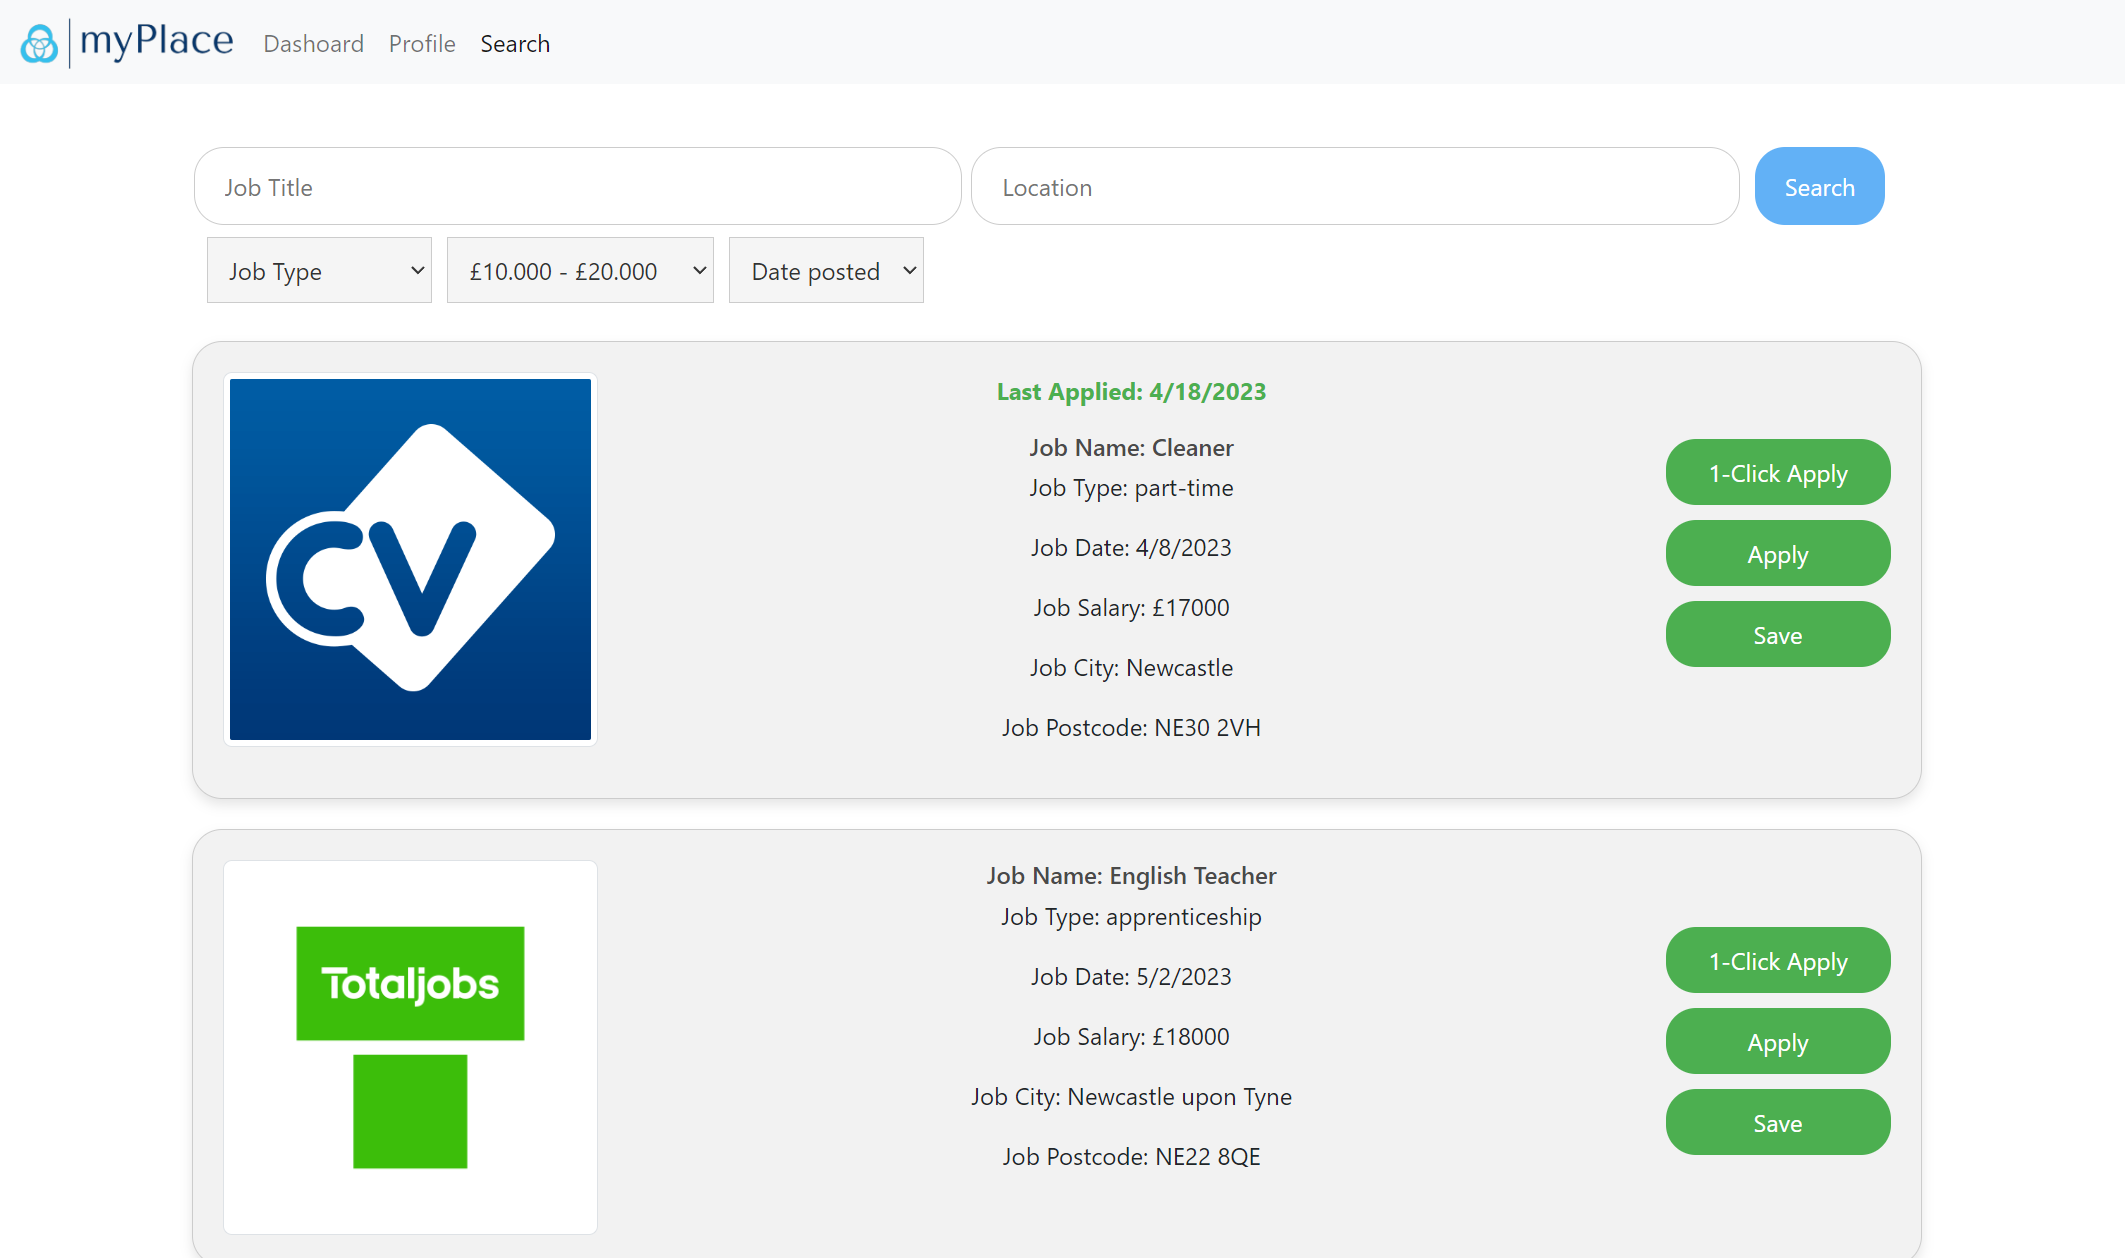 myPlace Dashoard Profile Search
Job Title Location Search
Job Type £10.000 - £20.000 Date posted
CV
Last Applied: 4/18/2023
Job Name: Cleaner
Job Type: part-time
Job Date: 4/8/2023
Job Salary: £17000
Job City: Newcastle
Job Postcode: NE30 2VH
1-Click Apply
Apply
Save
Totaljobs
Job Name: English Teacher
Job Type: apprenticeship
Job Date: 5/2/2023
Job Salary: £18000
Job City: Newcastle upon Tyne
Job Postcode: NE22 8QE
1-Click Apply
Apply
Save